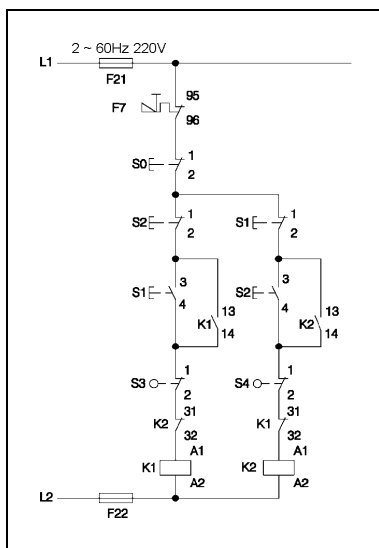 2 ~ 60Hz 220V
L1
F21
95
F7
96
1
S0
2
1 1
S2 S1
2 2
3 3
S1 S2
4 4
13 13
K1 K2
14 14
1 1
S3 S4
2 2
31 31
K2 K1
32 32
A1 A1
K1 K2
A2 A2
L2
F22